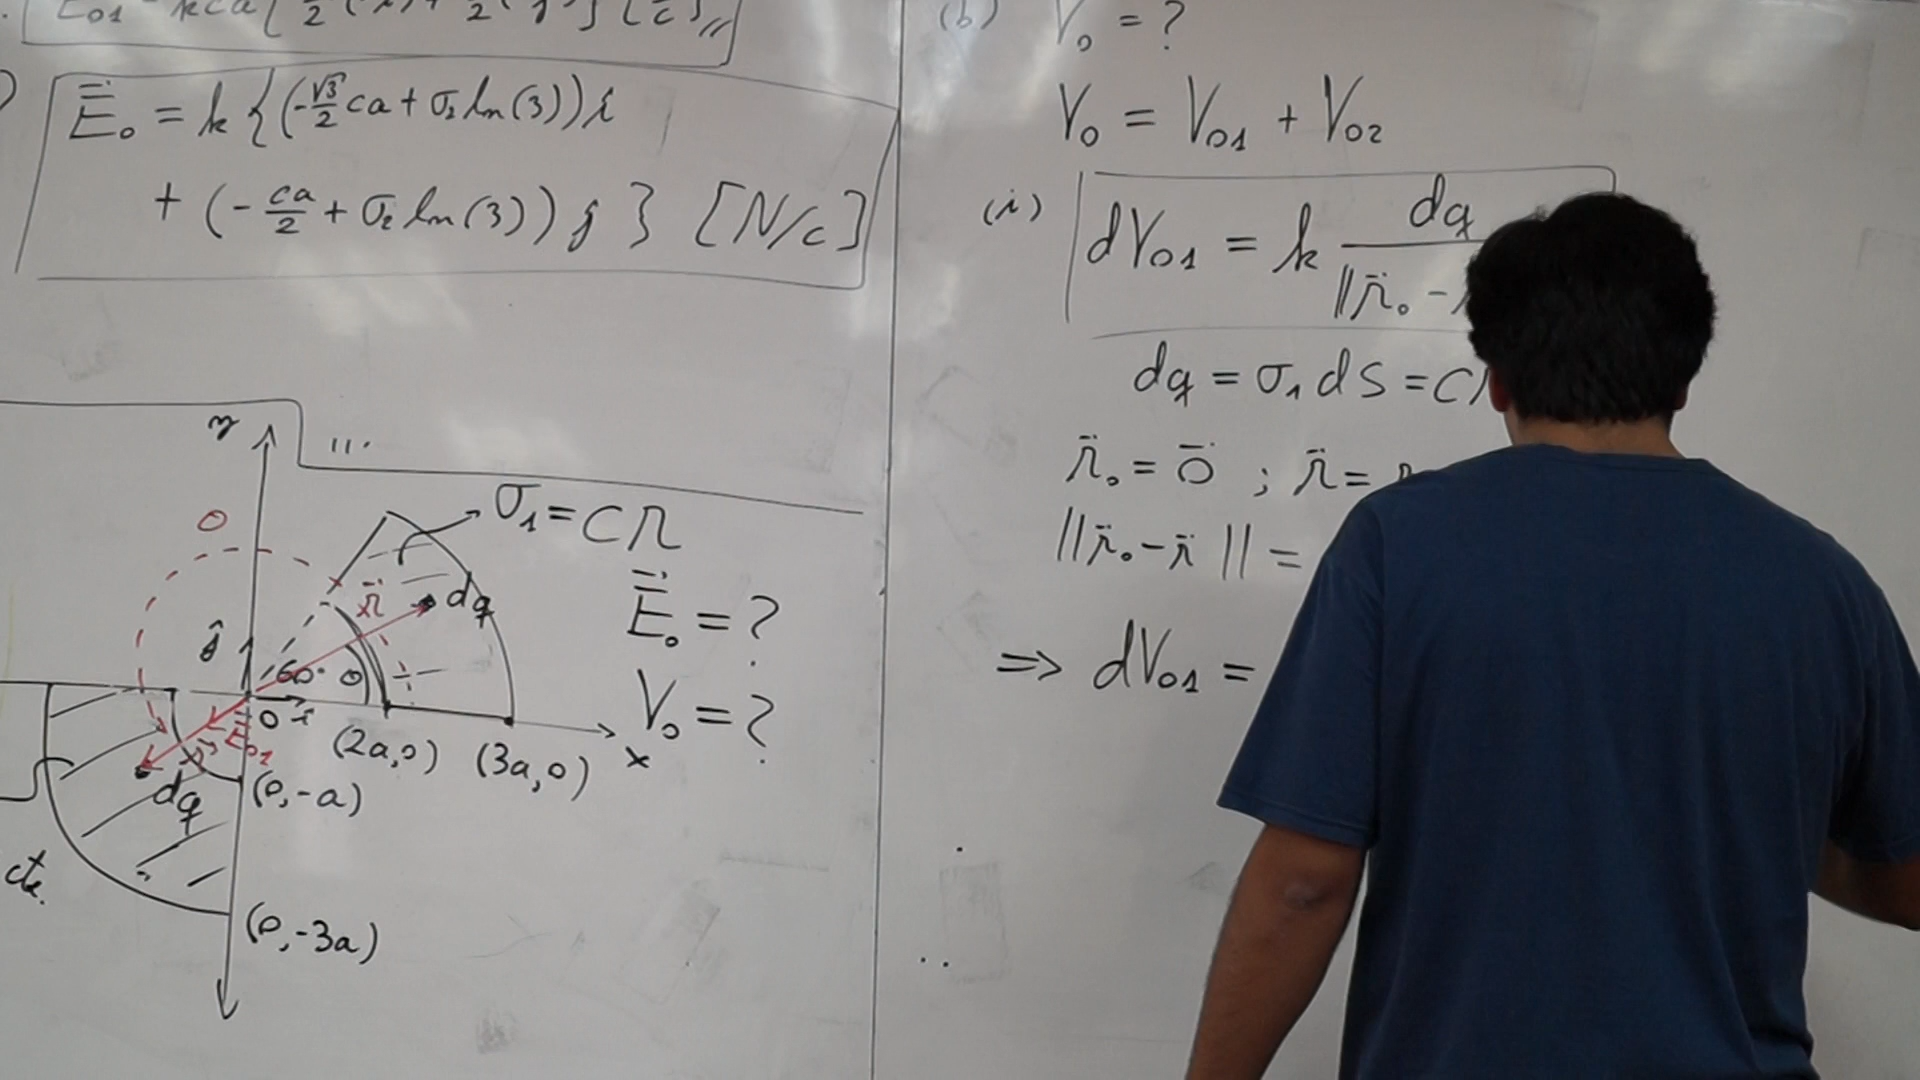 E⃗₀ = k {(-√3/2 ca + σ₂ ln(3)) i
+ (-ca/2 + σ₂ ln(3)) j } [N/c]
y
...
σ₁ = Cr
θ
r⃗
dq
E⃗₀ = ?
ĵ
60° θ
O î
V₀ = ?
(2a,0) (3a,0) x
r⃗
dq
(0,-a)
cte.
(0,-3a)
(b) V₀ = ?
V₀ = V₀₁ + V₀₂
(i) dV₀₁ = k dq / ||r⃗₀ -
dq = σ₁ dS = C
r⃗₀ = 0⃗ ; r⃗ =
||r⃗₀ - r⃗|| =
=> dV₀₁ =